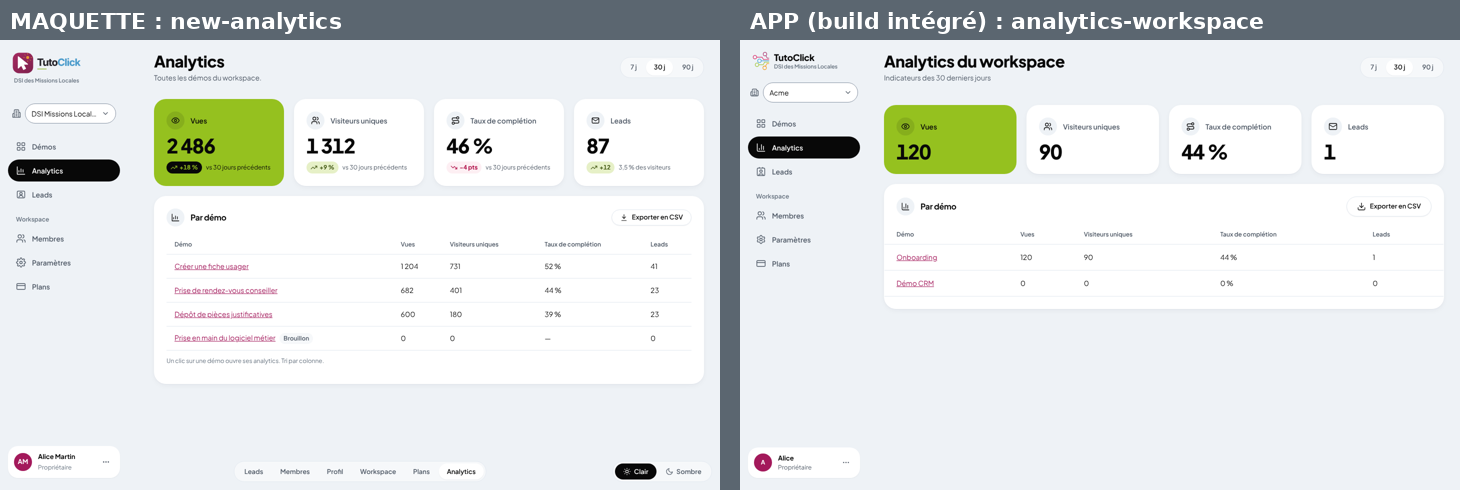 MAQUETTE : new-analytics
TutoClick
DSI des Missions Locales
DSI Missions Local...
Démos
Analytics
Leads
Workspace
Membres
Paramètres
Plans
AM
Alice Martin
Propriétaire
Analytics
Toutes les démos du workspace.
7 j 30 j 90 j
Vues
2 486
+18 % vs 30 jours précédents
Visiteurs uniques
1 312
+9 % vs 30 jours précédents
Taux de complétion
46 %
−4 pts vs 30 jours précédents
Leads
87
+12 3,5 % des visiteurs
Par démo
Exporter en CSV
Démo Vues Visiteurs uniques Taux de complétion Leads
Créer une fiche usager 1 204 731 52 % 41
Prise de rendez-vous conseiller 682 401 44 % 23
Dépôt de pièces justificatives 600 180 39 % 23
Prise en main du logiciel métier Brouillon 0 0 — 0
Un clic sur une démo ouvre ses analytics. Tri par colonne.
Leads Membres Profil Workspace Plans Analytics
Clair Sombre
APP (build intégré) : analytics-workspace
TutoClick
DSI des Missions Locales
Acme
Démos
Analytics
Leads
Workspace
Membres
Paramètres
Plans
A
Alice
Propriétaire
Analytics du workspace
Indicateurs des 30 derniers jours
7 j 30 j 90 j
Vues
120
Visiteurs uniques
90
Taux de complétion
44 %
Leads
1
Par démo
Exporter en CSV
Démo Vues Visiteurs uniques Taux de complétion Leads
Onboarding 120 90 44 % 1
Démo CRM 0 0 0 % 0